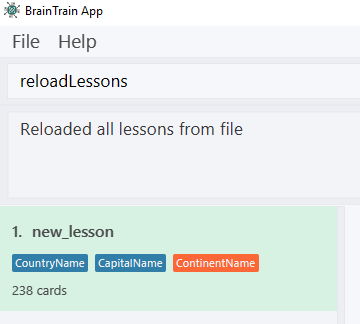 BrainTrain App
File Help
reloadLessons
Reloaded all lessons from file
1. new_lesson
CountryName CapitalName ContinentName
238 cards